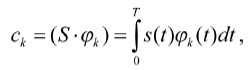 c_k = (S · φ_k) = ∫_0^T s(t)φ_k(t)dt ,